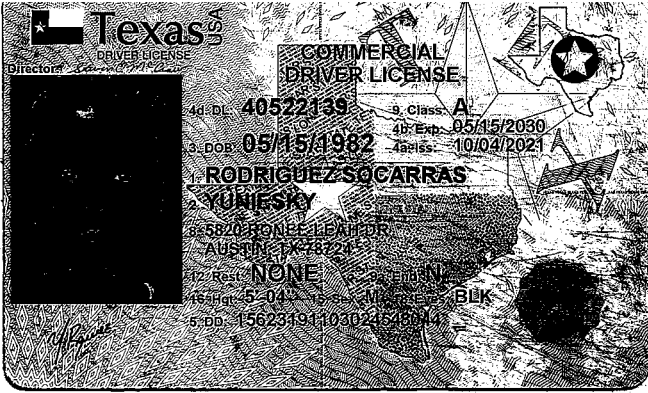 Texas USA
DRIVER LICENSE
Director
COMMERCIAL
DRIVER LICENSE
4d. DL: 40522139 9. Class: A
4b. Exp: 05/15/2030
3. DOB: 05/15/1982 4a. Iss: 10/04/2021
1. RODRIGUEZ SOCARRAS
2. YUNIESKY
8. 5820 RONEE LEAH DR
AUSTIN, TX 78724
12. Rest: NONE 9a. End: N
16. Hgt: 5'-04" 15. Sex: M 18. Eyes: BLK
5. DD: